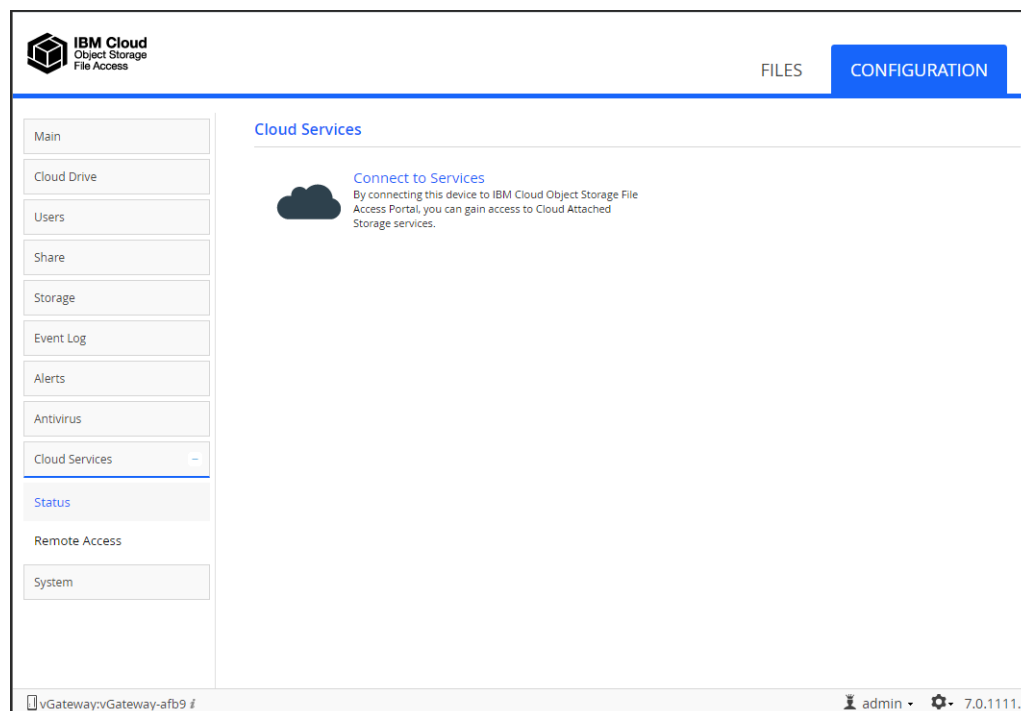 IBM Cloud
Object Storage
File Access
FILES
CONFIGURATION
Main
Cloud Drive
Users
Share
Storage
Event Log
Alerts
Antivirus
Cloud Services
Status
Remote Access
System
Cloud Services
Connect to Services
By connecting this device to IBM Cloud Object Storage File
Access Portal, you can gain access to Cloud Attached
Storage services.
vGateway:vGateway-afb9 i
admin
7.0.1111.